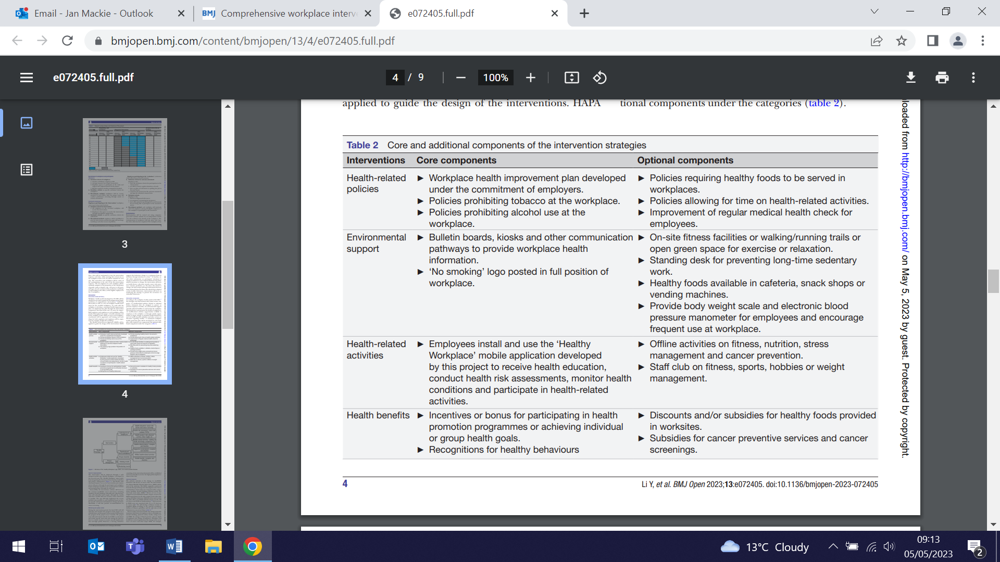 Email - Jan Mackie - Outlook
BMJ Comprehensive workplace interve
e072405.full.pdf
bmjopen.bmj.com/content/bmjopen/13/4/e072405.full.pdf
e072405.full.pdf
4 / 9
100%
3
4
applied to guide the design of the interventions. HAPA
tional components under the categories (table 2).
Table 2 Core and additional components of the intervention strategies
Interventions Core components Optional components
Health-related policies
► Workplace health improvement plan developed
under the commitment of employers.
► Policies prohibiting tobacco at the workplace.
► Policies prohibiting alcohol use at the
workplace.
► Policies requiring healthy foods to be served in
workplaces.
► Policies allowing for time on health-related activities.
► Improvement of regular medical health check for
employees.
Environmental support
► Bulletin boards, kiosks and other communication
pathways to provide workplace health
information.
► ‘No smoking’ logo posted in full position of
workplace.
► On-site fitness facilities or walking/running trails or
open green space for exercise or relaxation.
► Standing desk for preventing long-time sedentary
work.
► Healthy foods available in cafeteria, snack shops or
vending machines.
► Provide body weight scale and electronic blood
pressure manometer for employees and encourage
frequent use at workplace.
Health-related activities
► Employees install and use the ‘Healthy
Workplace’ mobile application developed
by this project to receive health education,
conduct health risk assessments, monitor health
conditions and participate in health-related
activities.
► Offline activities on fitness, nutrition, stress
management and cancer prevention.
► Staff club on fitness, sports, hobbies or weight
management.
Health benefits
► Incentives or bonus for participating in health
promotion programmes or achieving individual
or group health goals.
► Recognitions for healthy behaviours
► Discounts and/or subsidies for healthy foods provided
in worksites.
► Subsidies for cancer preventive services and cancer
screenings.
4
Li Y, et al. BMJ Open 2023;13:e072405. doi:10.1136/bmjopen-2023-072405
from http://bmjopen.bmj.com/ on May 5, 2023 by guest. Protected by copyright.
13°C Cloudy
09:13
05/05/2023
2